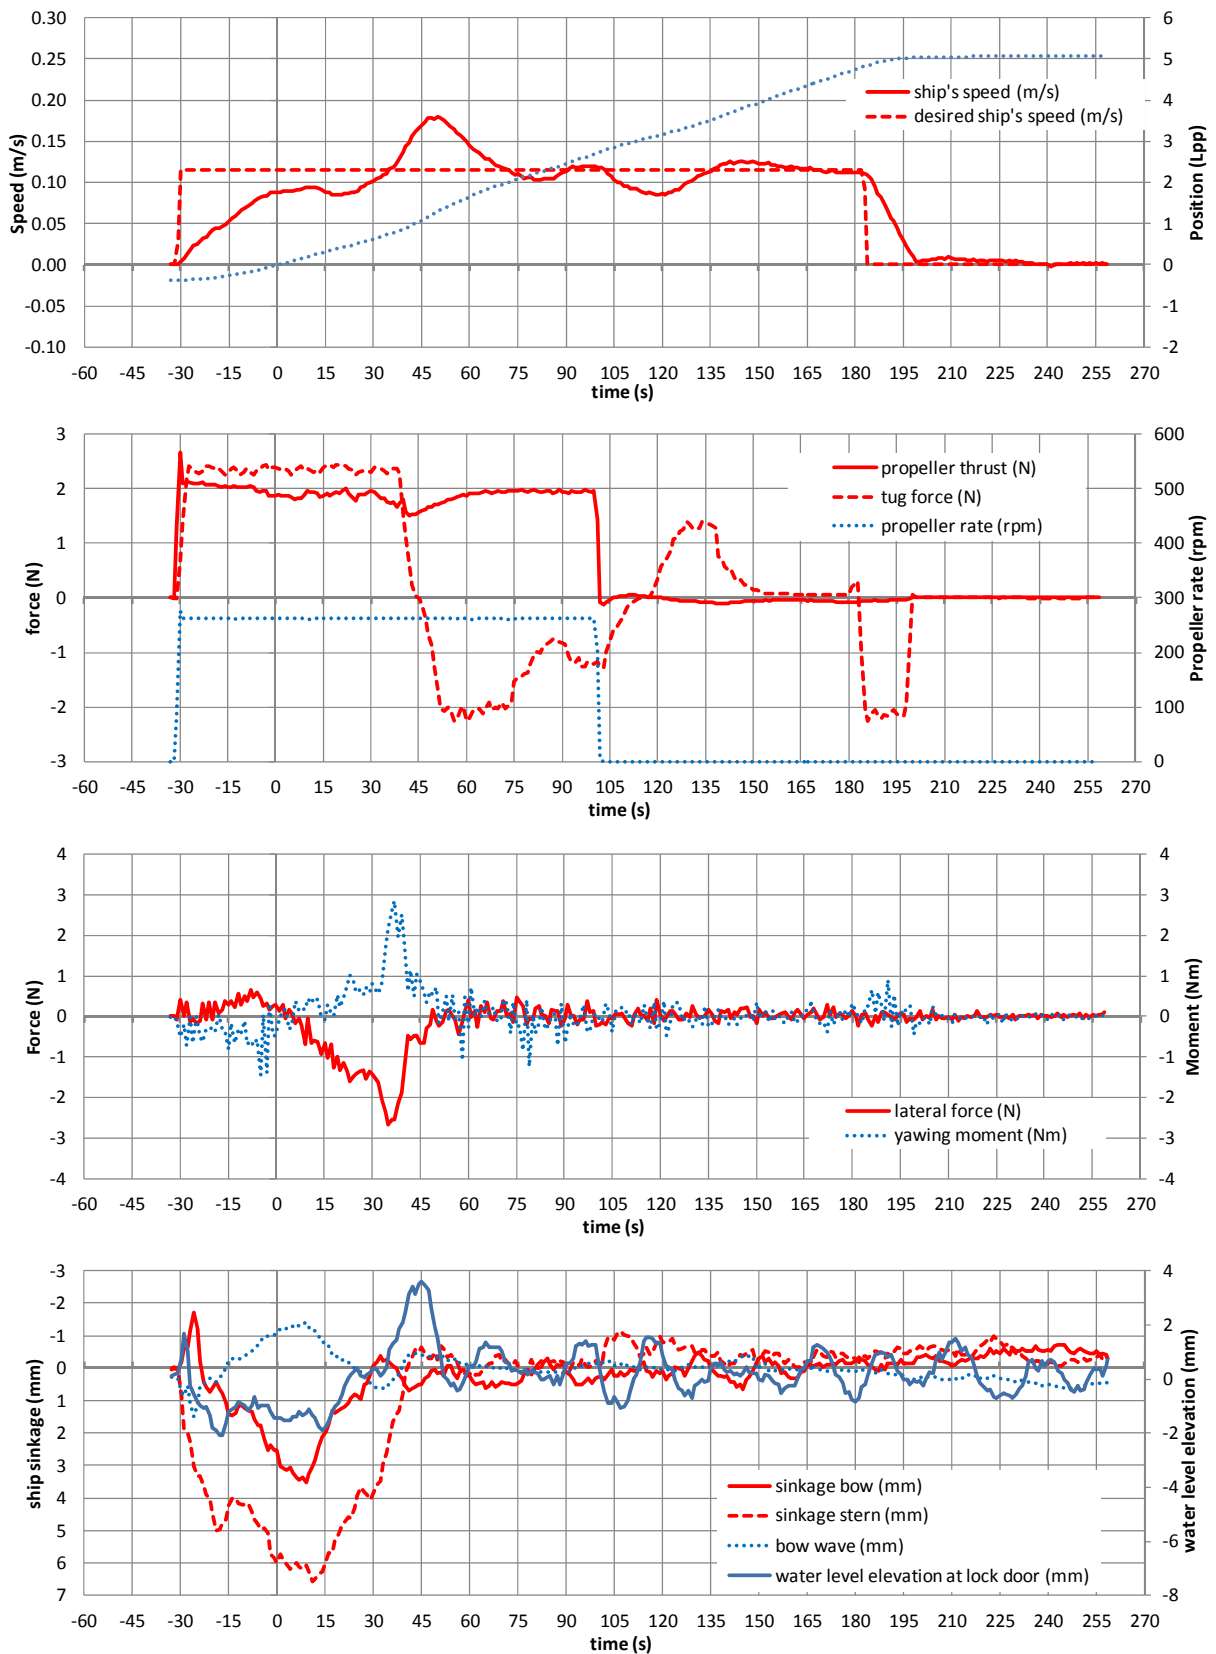 0.30
0.25
0.20
0.15
0.10
0.05
0.00
-0.05
-0.10
Speed (m/s)
6
5
4
3
2
1
0
-1
-2
Position (Lpp)
ship's speed (m/s)
desired ship's speed (m/s)
-60 -45 -30 -15 0 15 30 45 60 75 90 105 120 135 150 165 180 195 210 225 240 255 270
time (s)
3
2
1
0
-1
-2
-3
force (N)
600
500
400
300
200
100
0
Propeller rate (rpm)
propeller thrust (N)
tug force (N)
propeller rate (rpm)
-60 -45 -30 -15 0 15 30 45 60 75 90 105 120 135 150 165 180 195 210 225 240 255 270
time (s)
4
3
2
1
0
-1
-2
-3
-4
Force (N)
4
3
2
1
0
-1
-2
-3
-4
Moment (Nm)
lateral force (N)
yawing moment (Nm)
-60 -45 -30 -15 0 15 30 45 60 75 90 105 120 135 150 165 180 195 210 225 240 255 270
time (s)
-3
-2
-1
0
1
2
3
4
5
6
7
ship sinkage (mm)
4
2
0
-2
-4
-6
-8
water level elevation (mm)
sinkage bow (mm)
sinkage stern (mm)
bow wave (mm)
water level elevation at lock door (mm)
-60 -45 -30 -15 0 15 30 45 60 75 90 105 120 135 150 165 180 195 210 225 240 255 270
time (s)